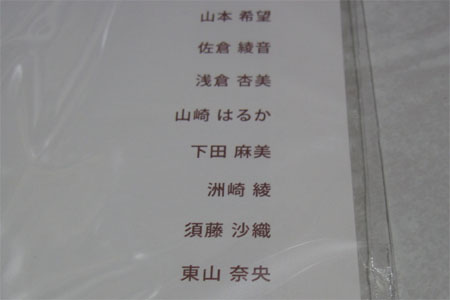 山本 希望
佐倉 綾音
浅倉 杏美
山崎 はるか
下田 麻美
洲崎 綾
須藤 沙織
東山 奈央